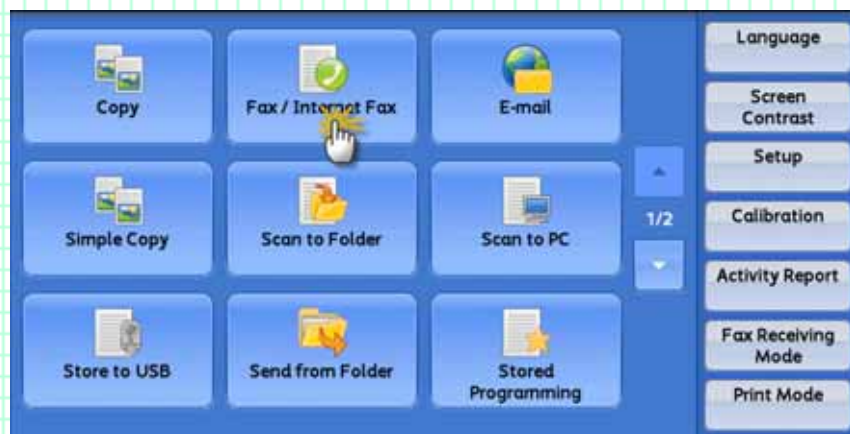 Copy
Fax / Internet Fax
E-mail
Simple Copy
Scan to Folder
Scan to PC
Store to USB
Send from Folder
Stored
Programming
1/2
Language
Screen
Contrast
Setup
Calibration
Activity Report
Fax Receiving
Mode
Print Mode